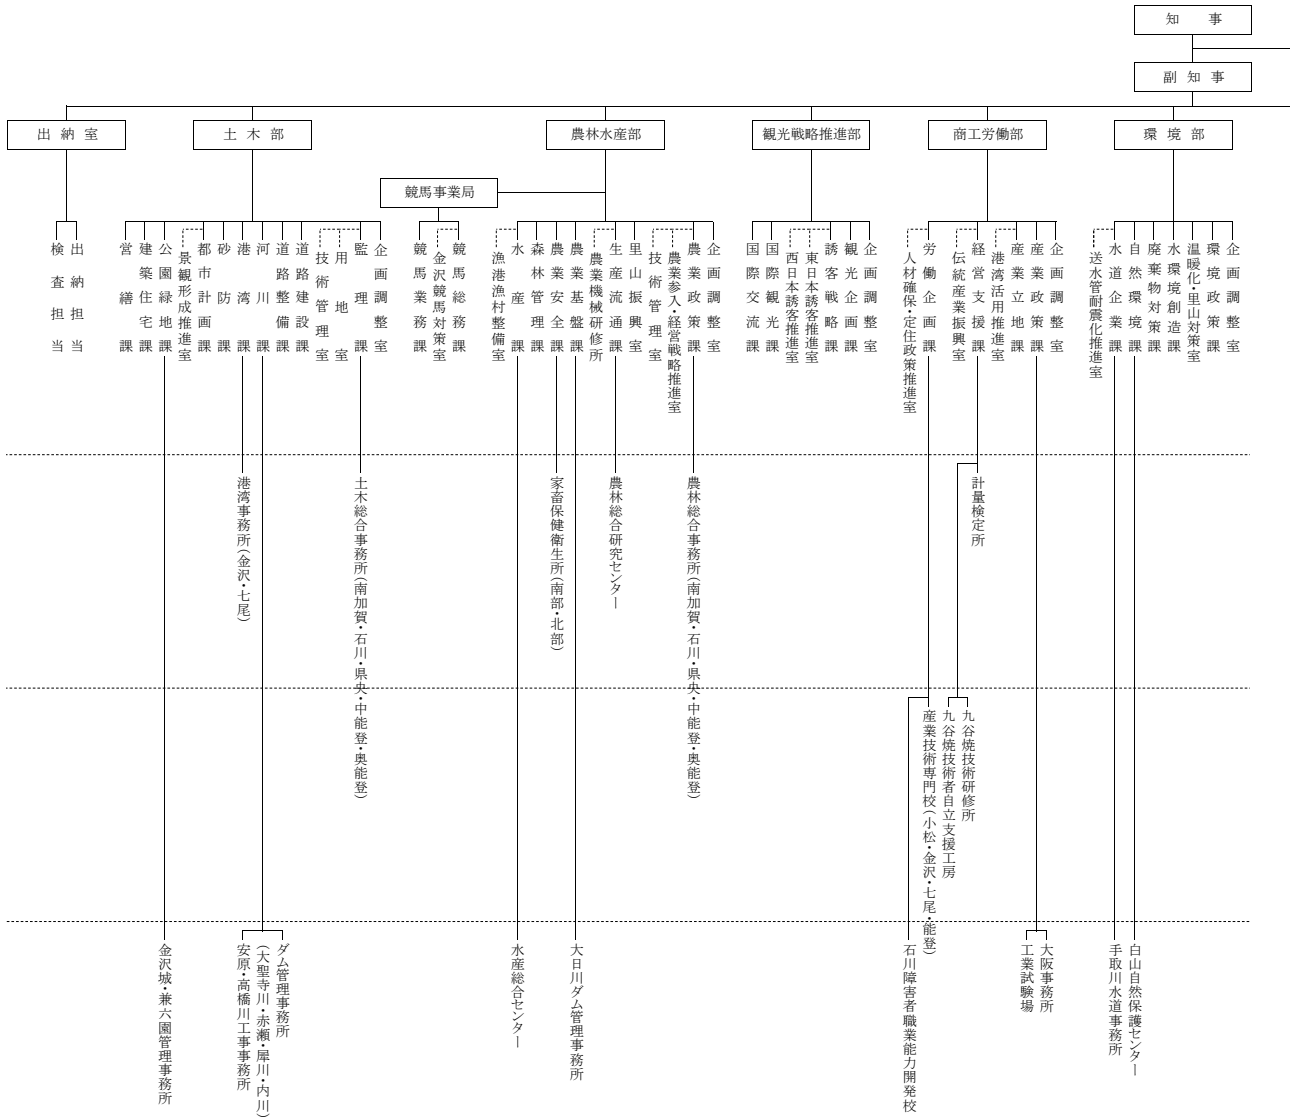 知事
副知事
環境部
商工労働部
観光戦略推進部
農林水産部
土木部
出納室
競馬事業局
企画調整室
環境政策課
温暖化・里山対策室
水環境創造課
廃棄物対策課
自然環境課
水道企業課
送水管耐震化推進室
企画調整室
産業政策課
産業立地課
港湾活用推進室
経営支援課
伝統産業振興室
労働企画課
人材確保・定住政策推進室
企画調整室
観光企画課
誘客戦略課
東日本誘客推進室
西日本誘客推進室
国際観光課
国際交流課
企画調整室
農業政策課
農業参入・経営戦略推進室
技術管理室
里山振興室
生産流通課
農業機械研修所
農業基盤課
農業安全課
森林管理課
水産課
漁港漁村整備室
競馬総務課
金沢競馬対策室
競馬業務課
企画調整室
監理課
用地室
技術管理室
道路建設課
道路整備課
河川課
港湾課
砂防課
都市計画課
景観形成推進室
公園緑地課
建築住宅課
営繕課
出納担当
検査担当
計量検定所
農林総合事務所(南加賀・石川・県央・中能登・奥能登)
農林総合研究センター
家畜保健衛生所(南部・北部)
土木総合事務所(南加賀・石川・県央・中能登・奥能登)
港湾事務所(金沢・七尾)
九谷焼技術研修所
九谷焼技術者自立支援工房
産業技術専門校(小松・金沢・七尾・能登)
白山自然保護センター
手取川水道事務所
大阪事務所
工業試験場
石川障害者職業能力開発校
大日川ダム管理事務所
水産総合センター
ダム管理事務所
(大聖寺川・赤瀬・犀川・内川)
安原・高橋川工事事務所
金沢城・兼六園管理事務所